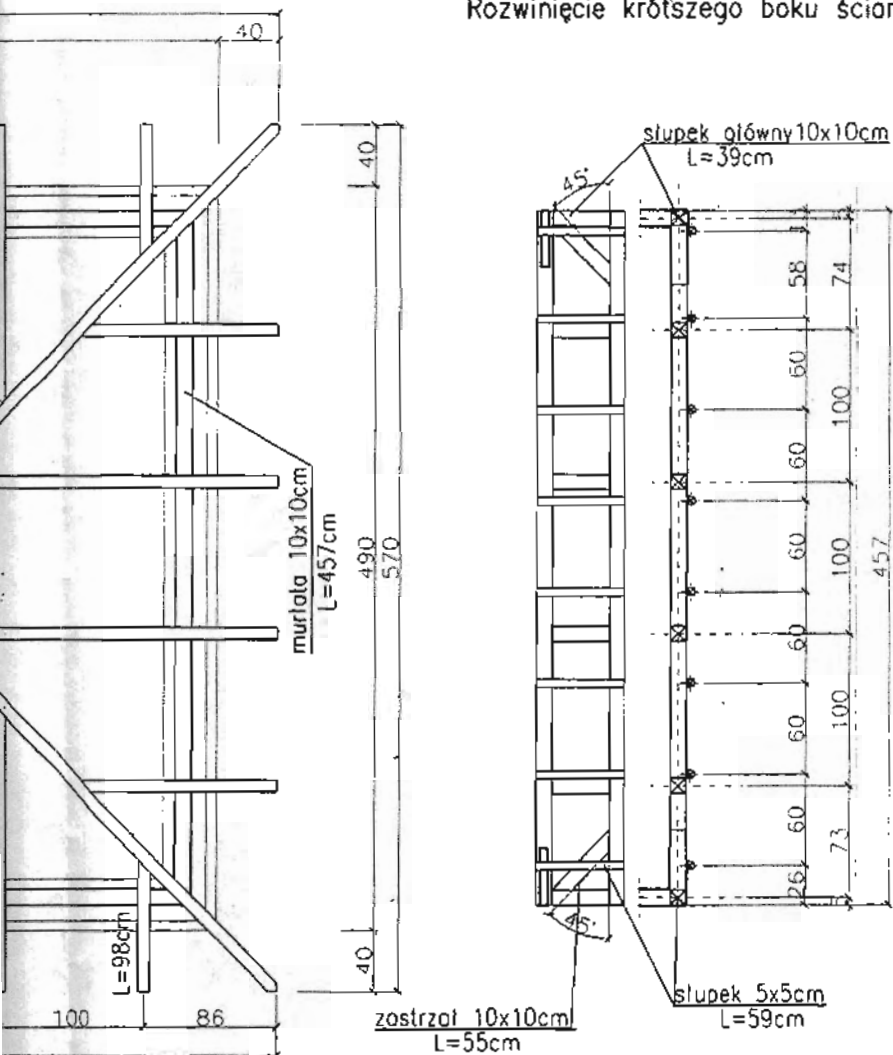 Rozwinięcie krótszego boku ścian
40
słupek główny 10x10cm
L=39cm
40
45°
58
74
60
100
60
murłata 10x10cm
L=457cm
490
570
60
100
457
60
60
100
60
73
26
L=98cm
40
45°
100
86
zastrzał 10x10cm
L=55cm
słupek 5x5cm
L=59cm